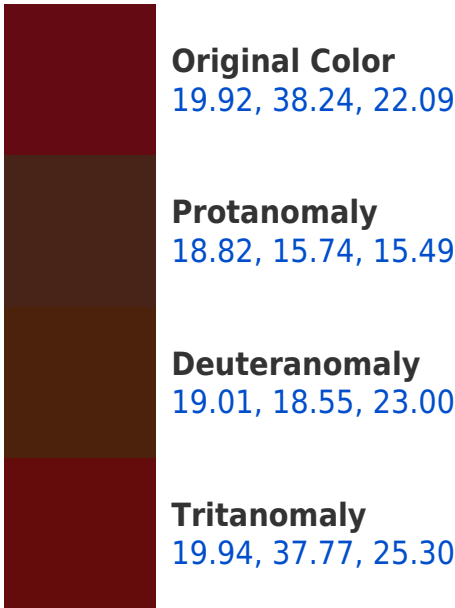 Original Color
19.92, 38.24, 22.09
Protanomaly
18.82, 15.74, 15.49
Deuteranomaly
19.01, 18.55, 23.00
Tritanomaly
19.94, 37.77, 25.30